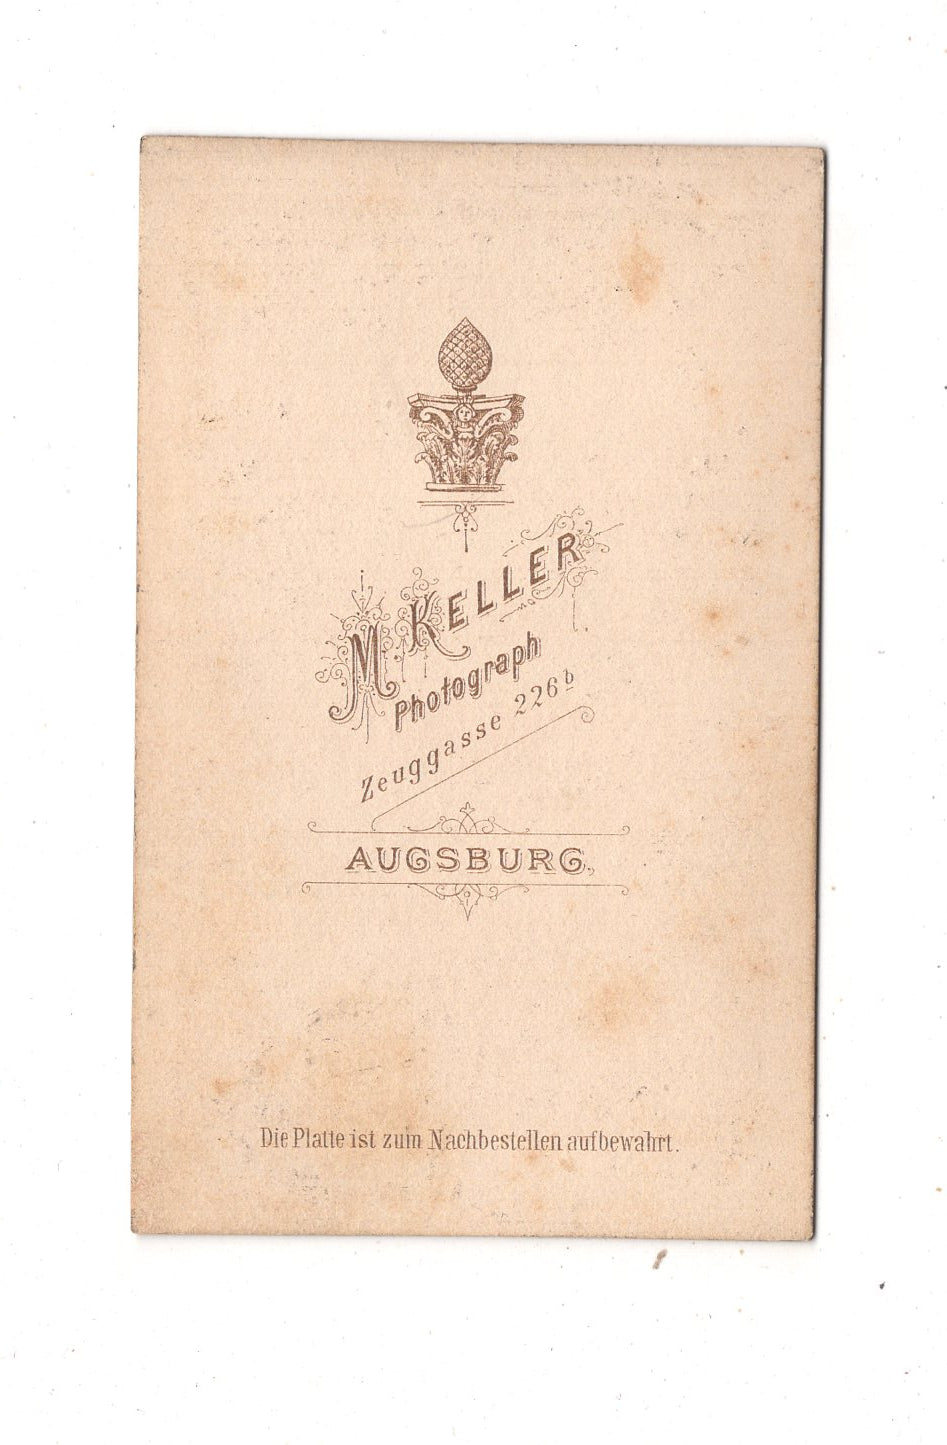 M. KELLER
Photograph
Zeuggasse 226b
AUGSBURG.
Die Platte ist zum Nachbestellen aufbewahrt.